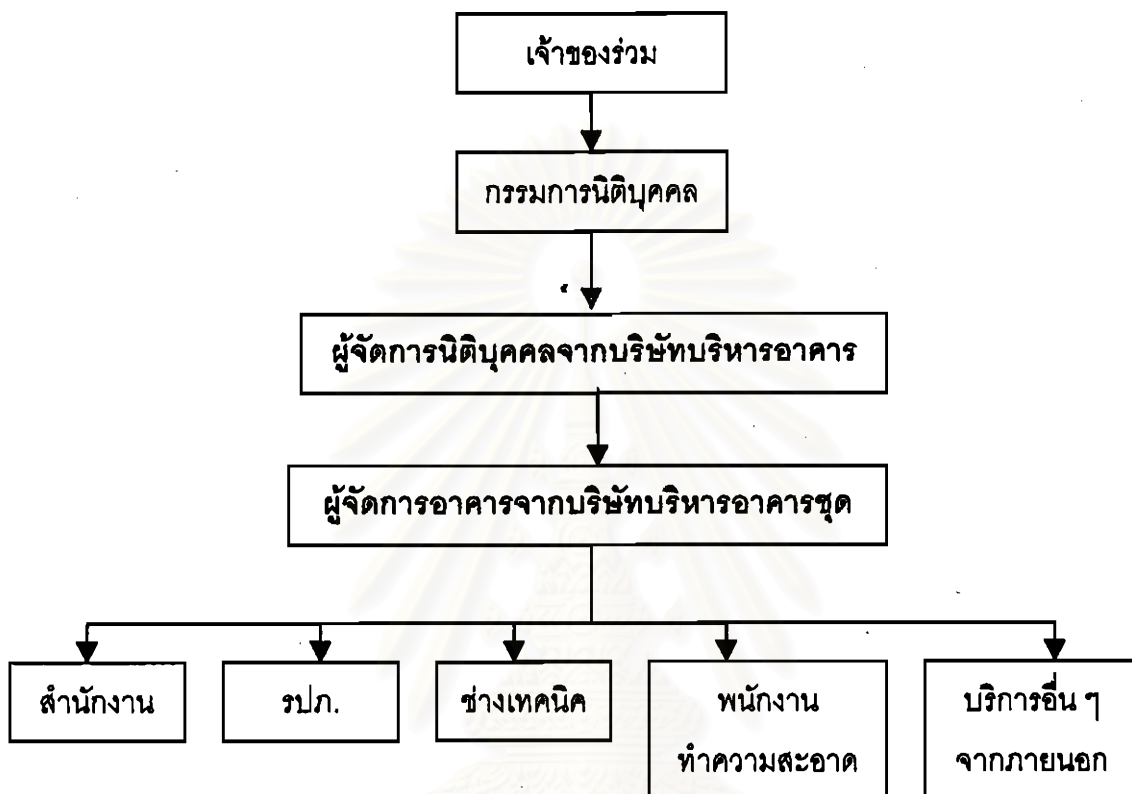 เจ้าของร่วม
กรรมการนิติบุคคล
ผู้จัดการนิติบุคคลจากบริษัทบริหารอาคาร
ผู้จัดการอาคารจากบริษัทบริหารอาคารชุด
สำนักงาน
รปภ.
ช่างเทคนิค
พนักงาน
ทำความสะอาด
บริการอื่น ๆ
จากภายนอก